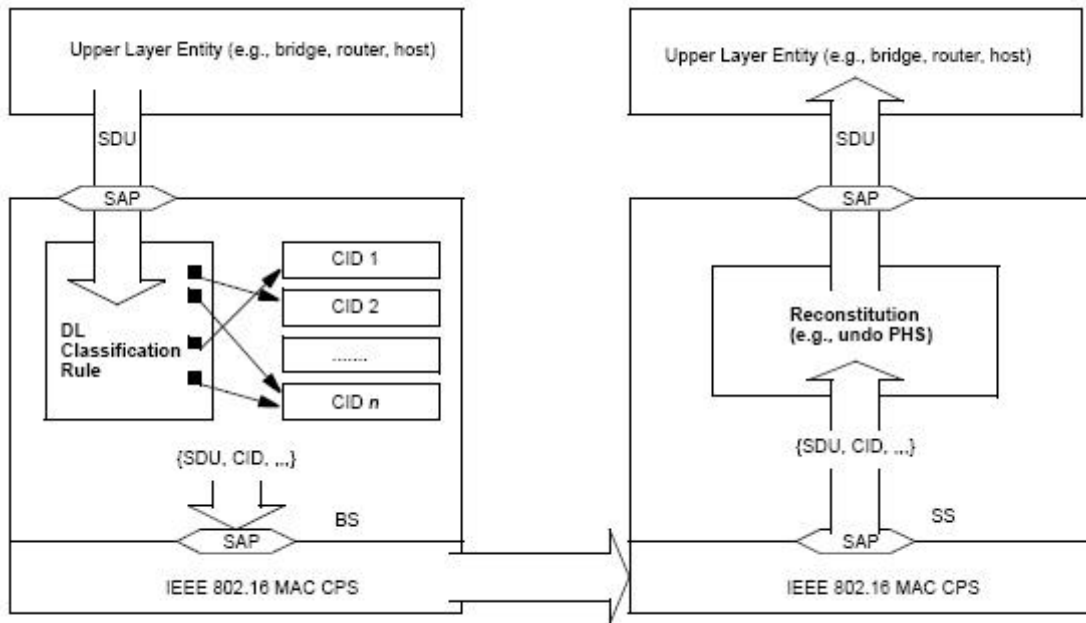 Upper Layer Entity (e.g., bridge, router, host)
SDU
SAP
DL
Classification
Rule
CID 1
CID 2
.......
CID n
{SDU, CID, ,,,}
BS
SAP
IEEE 802.16 MAC CPS
Upper Layer Entity (e.g., bridge, router, host)
SDU
SAP
Reconstitution
(e.g., undo PHS)
{SDU, CID, ,,,}
SS
SAP
IEEE 802.16 MAC CPS